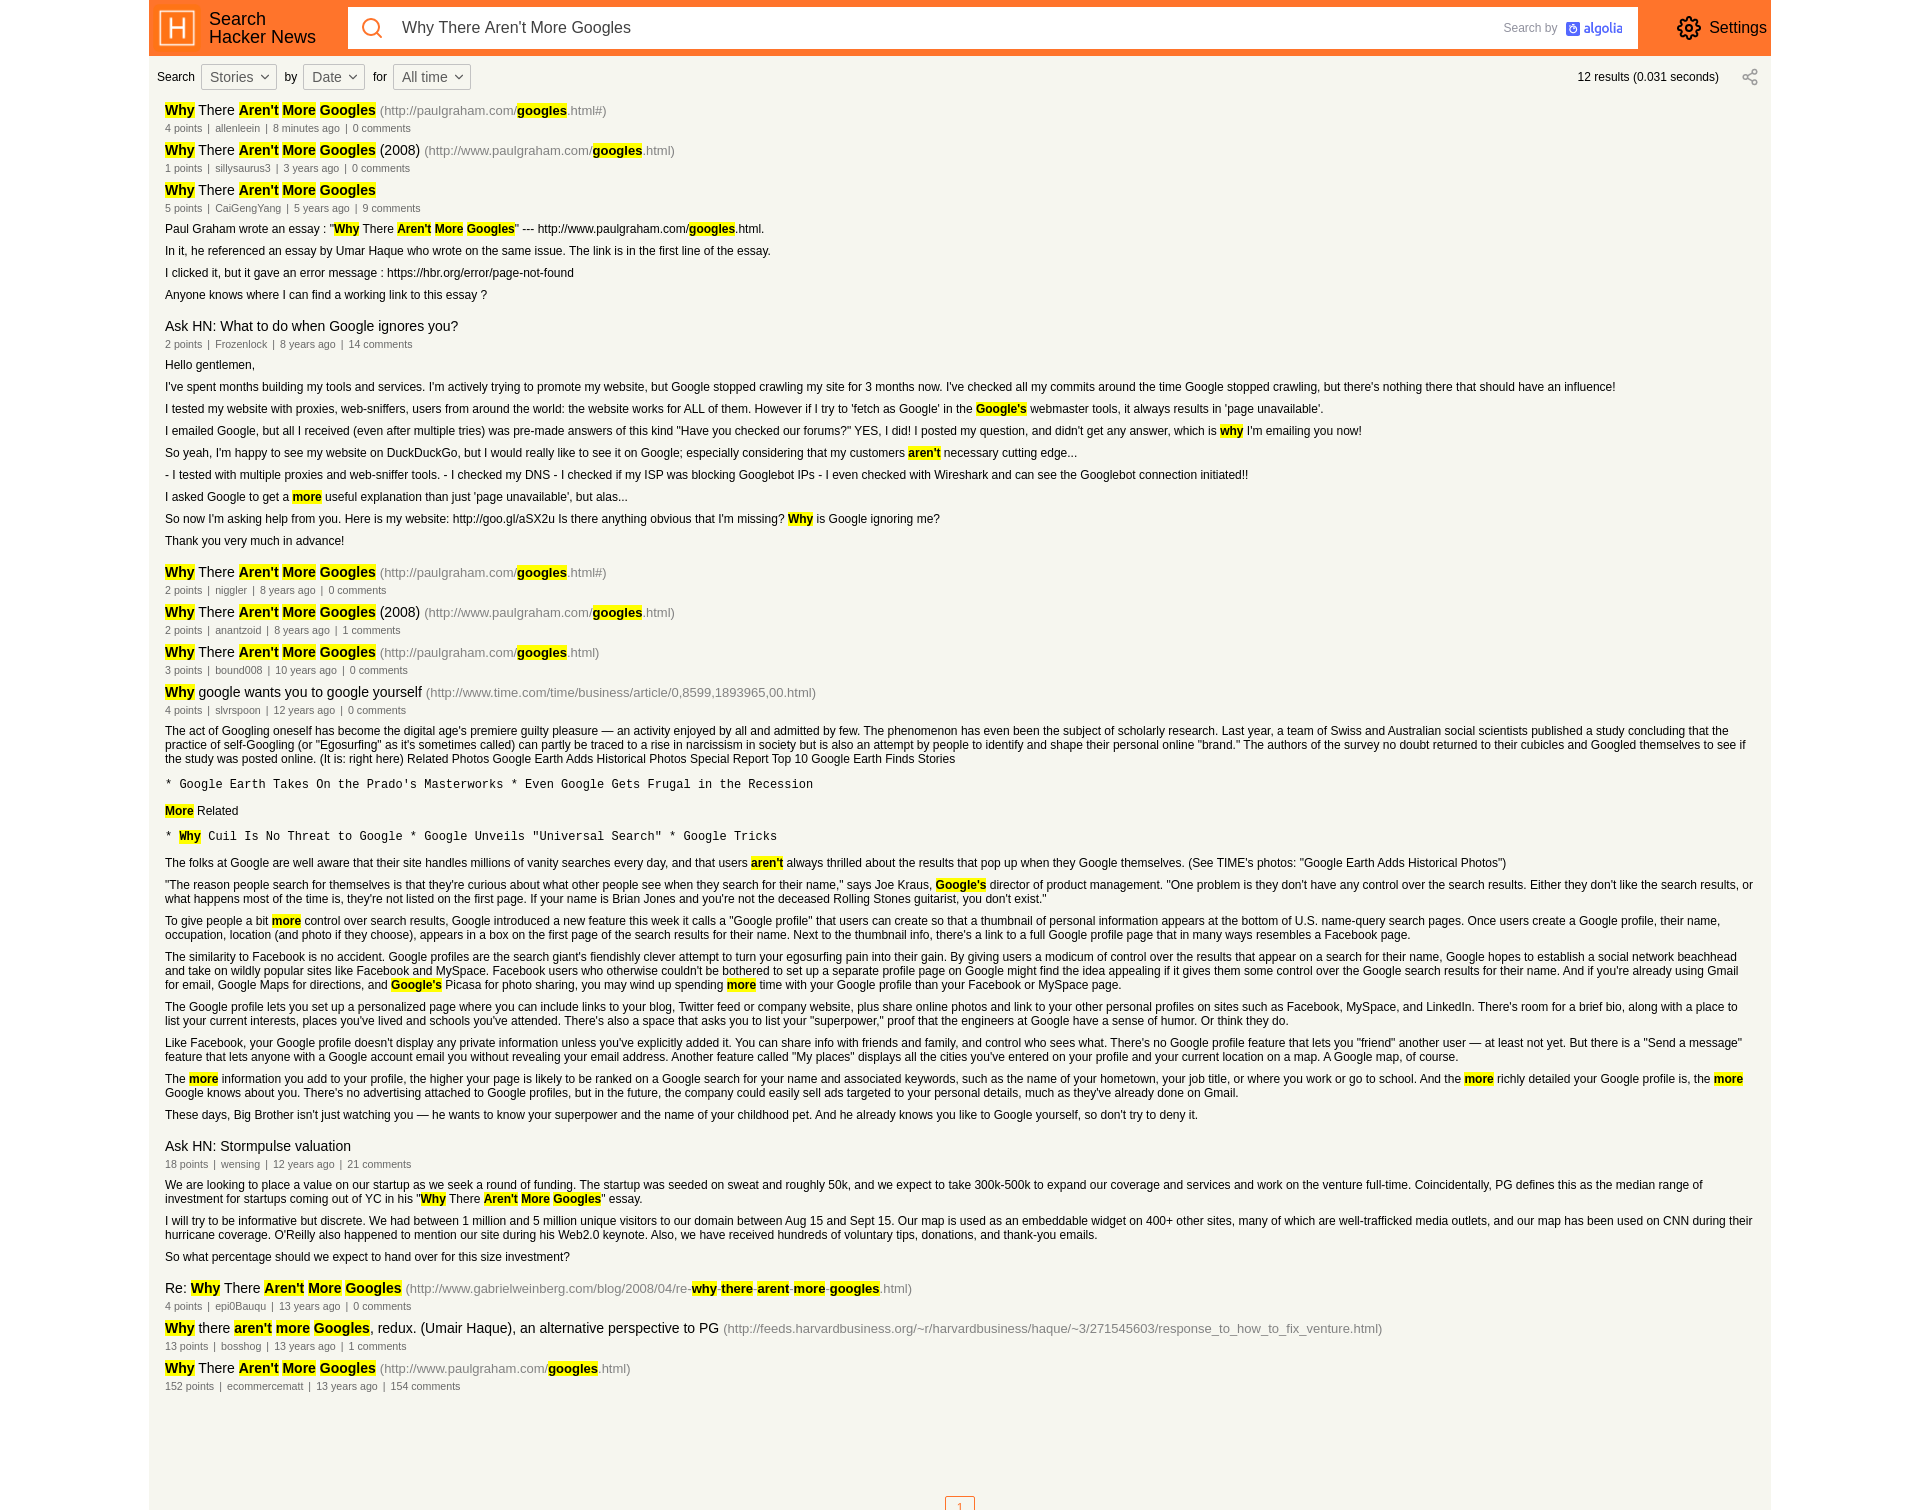 Search
Hacker News
Why There Aren't More Googles
Search by algolia
Settings
Search Stories by Date for All time
12 results (0.031 seconds)
Why There Aren't More Googles (http://paulgraham.com/googles.html#)
4 points | allenleein | 8 minutes ago | 0 comments
Why There Aren't More Googles (2008) (http://www.paulgraham.com/googles.html)
1 points | sillysaurus3 | 3 years ago | 0 comments
Why There Aren't More Googles
5 points | CaiGengYang | 5 years ago | 9 comments
Paul Graham wrote an essay : "Why There Aren't More Googles" --- http://www.paulgraham.com/googles.html.
In it, he referenced an essay by Umar Haque who wrote on the same issue. The link is in the first line of the essay.
I clicked it, but it gave an error message : https://hbr.org/error/page-not-found
Anyone knows where I can find a working link to this essay ?
Ask HN: What to do when Google ignores you?
2 points | Frozenlock | 8 years ago | 14 comments
Hello gentlemen,
I've spent months building my tools and services. I'm actively trying to promote my website, but Google stopped crawling my site for 3 months now. I've checked all my commits around the time Google stopped crawling, but there's nothing there that should have an influence!
I tested my website with proxies, web-sniffers, users from around the world: the website works for ALL of them. However if I try to 'fetch as Google' in the Google's webmaster tools, it always results in 'page unavailable'.
I emailed Google, but all I received (even after multiple tries) was pre-made answers of this kind "Have you checked our forums?" YES, I did! I posted my question, and didn't get any answer, which is why I'm emailing you now!
So yeah, I'm happy to see my website on DuckDuckGo, but I would really like to see it on Google; especially considering that my customers aren't necessary cutting edge...
- I tested with multiple proxies and web-sniffer tools. - I checked my DNS - I checked if my ISP was blocking Googlebot IPs - I even checked with Wireshark and can see the Googlebot connection initiated!!
I asked Google to get a more useful explanation than just 'page unavailable', but alas...
So now I'm asking help from you. Here is my website: http://goo.gl/aSX2u Is there anything obvious that I'm missing? Why is Google ignoring me?
Thank you very much in advance!
Why There Aren't More Googles (http://paulgraham.com/googles.html#)
2 points | niggler | 8 years ago | 0 comments
Why There Aren't More Googles (2008) (http://www.paulgraham.com/googles.html)
2 points | anantzoid | 8 years ago | 1 comments
Why There Aren't More Googles (http://paulgraham.com/googles.html)
3 points | bound008 | 10 years ago | 0 comments
Why google wants you to google yourself (http://www.time.com/time/business/article/0,8599,1893965,00.html)
4 points | slvrspoon | 12 years ago | 0 comments
The act of Googling oneself has become the digital age's premiere guilty pleasure — an activity enjoyed by all and admitted by few. The phenomenon has even been the subject of scholarly research. Last year, a team of Swiss and Australian social scientists published a study concluding that the
practice of self-Googling (or "Egosurfing" as it's sometimes called) can partly be traced to a rise in narcissism in society but is also an attempt by people to identify and shape their personal online "brand." The authors of the survey no doubt returned to their cubicles and Googled themselves to see if
the study was posted online. (It is: right here) Related Photos Google Earth Adds Historical Photos Special Report Top 10 Google Earth Finds Stories
* Google Earth Takes On the Prado's Masterworks * Even Google Gets Frugal in the Recession
More Related
* Why Cuil Is No Threat to Google * Google Unveils "Universal Search" * Google Tricks
The folks at Google are well aware that their site handles millions of vanity searches every day, and that users aren't always thrilled about the results that pop up when they Google themselves. (See TIME's photos: "Google Earth Adds Historical Photos")
"The reason people search for themselves is that they're curious about what other people see when they search for their name," says Joe Kraus, Google's director of product management. "One problem is they don't have any control over the search results. Either they don't like the search results, or
what happens most of the time is, they're not listed on the first page. If your name is Brian Jones and you're not the deceased Rolling Stones guitarist, you don't exist."
To give people a bit more control over search results, Google introduced a new feature this week it calls a "Google profile" that users can create so that a thumbnail of personal information appears at the bottom of U.S. name-query search pages. Once users create a Google profile, their name,
occupation, location (and photo if they choose), appears in a box on the first page of the search results for their name. Next to the thumbnail info, there's a link to a full Google profile page that in many ways resembles a Facebook page.
The similarity to Facebook is no accident. Google profiles are the search giant's fiendishly clever attempt to turn your egosurfing pain into their gain. By giving users a modicum of control over the results that appear on a search for their name, Google hopes to establish a social network beachhead
and take on wildly popular sites like Facebook and MySpace. Facebook users who otherwise couldn't be bothered to set up a separate profile page on Google might find the idea appealing if it gives them some control over the Google search results for their name. And if you're already using Gmail
for email, Google Maps for directions, and Google's Picasa for photo sharing, you may wind up spending more time with your Google profile than your Facebook or MySpace page.
The Google profile lets you set up a personalized page where you can include links to your blog, Twitter feed or company website, plus share online photos and link to your other personal profiles on sites such as Facebook, MySpace, and LinkedIn. There's room for a brief bio, along with a place to
list your current interests, places you've lived and schools you've attended. There's also a space that asks you to list your "superpower," proof that the engineers at Google have a sense of humor. Or think they do.
Like Facebook, your Google profile doesn't display any private information unless you've explicitly added it. You can share info with friends and family, and control who sees what. There's no Google profile feature that lets you "friend" another user — at least not yet. But there is a "Send a message"
feature that lets anyone with a Google account email you without revealing your email address. Another feature called "My places" displays all the cities you've entered on your profile and your current location on a map. A Google map, of course.
The more information you add to your profile, the higher your page is likely to be ranked on a Google search for your name and associated keywords, such as the name of your hometown, your job title, or where you work or go to school. And the more richly detailed your Google profile is, the more
Google knows about you. There's no advertising attached to Google profiles, but in the future, the company could easily sell ads targeted to your personal details, much as they've already done on Gmail.
These days, Big Brother isn't just watching you — he wants to know your superpower and the name of your childhood pet. And he already knows you like to Google yourself, so don't try to deny it.
Ask HN: Stormpulse valuation
18 points | wensing | 12 years ago | 21 comments
We are looking to place a value on our startup as we seek a round of funding. The startup was seeded on sweat and roughly 50k, and we expect to take 300k-500k to expand our coverage and services and work on the venture full-time. Coincidentally, PG defines this as the median range of
investment for startups coming out of YC in his "Why There Aren't More Googles" essay.
I will try to be informative but discrete. We had between 1 million and 5 million unique visitors to our domain between Aug 15 and Sept 15. Our map is used as an embeddable widget on 400+ other sites, many of which are well-trafficked media outlets, and our map has been used on CNN during their
hurricane coverage. O'Reilly also happened to mention our site during his Web2.0 keynote. Also, we have received hundreds of voluntary tips, donations, and thank-you emails.
So what percentage should we expect to hand over for this size investment?
Re: Why There Aren't More Googles (http://www.gabrielweinberg.com/blog/2008/04/re-why-there-arent-more-googles.html)
4 points | epi0Bauqu | 13 years ago | 0 comments
Why there aren't more Googles, redux. (Umair Haque), an alternative perspective to PG (http://feeds.harvardbusiness.org/~r/harvardbusiness/haque/~3/271545603/response_to_how_to_fix_venture.html)
13 points | bosshog | 13 years ago | 1 comments
Why There Aren't More Googles (http://www.paulgraham.com/googles.html)
152 points | ecommercematt | 13 years ago | 154 comments
1